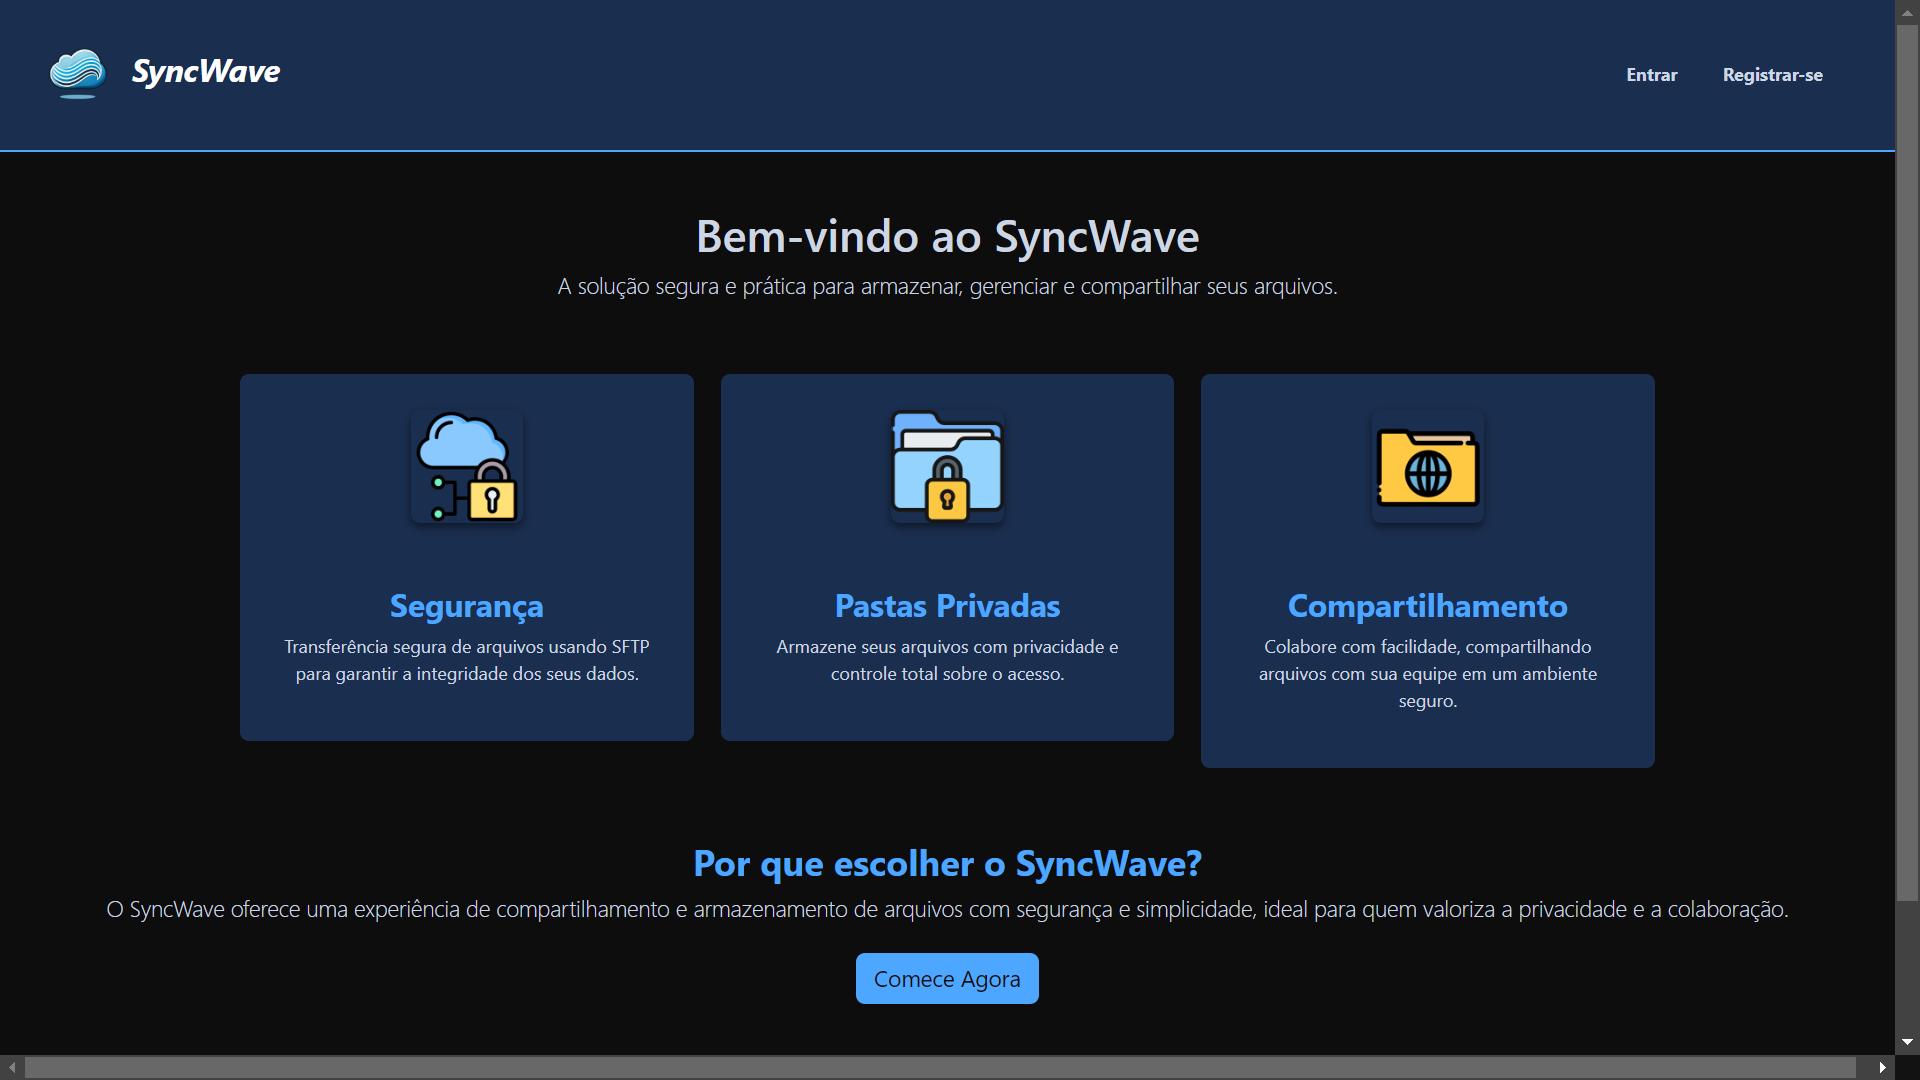 SyncWave
Entrar
Registrar-se
Bem-vindo ao SyncWave
A solução segura e prática para armazenar, gerenciar e compartilhar seus arquivos.
Segurança
Transferência segura de arquivos usando SFTP
para garantir a integridade dos seus dados.
Pastas Privadas
Armazene seus arquivos com privacidade e
controle total sobre o acesso.
Compartilhamento
Colabore com facilidade, compartilhando
arquivos com sua equipe em um ambiente
seguro.
Por que escolher o SyncWave?
O SyncWave oferece uma experiência de compartilhamento e armazenamento de arquivos com segurança e simplicidade, ideal para quem valoriza a privacidade e a colaboração.
Comece Agora